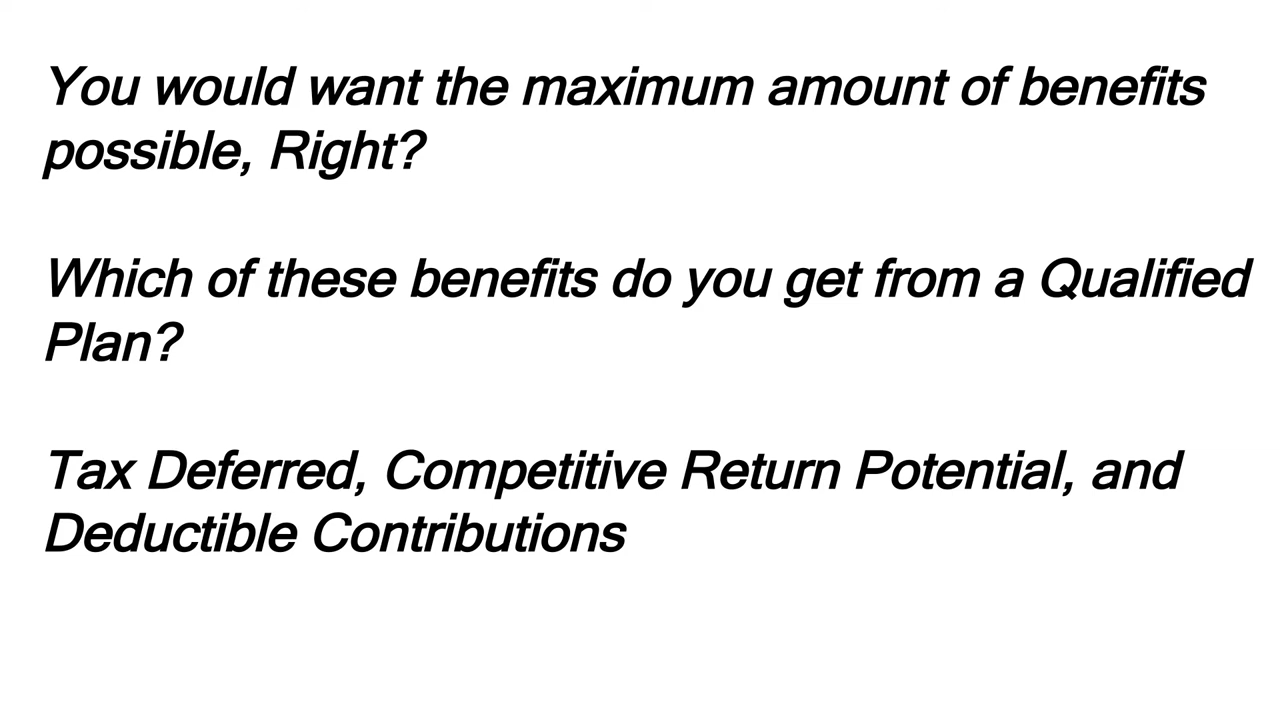 You would want the maximum amount of benefits
possible, Right?
Which of these benefits do you get from a Qualified
Plan?
Tax Deferred, Competitive Return Potential, and
Deductible Contributions